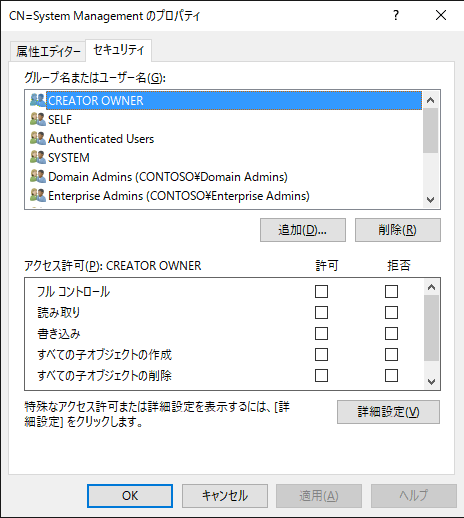 CN=System Management のプロパティ
? ×
属性エディター セキュリティ
グループ名またはユーザー名(G):
CREATOR OWNER
SELF
Authenticated Users
SYSTEM
Domain Admins (CONTOSO¥Domain Admins)
Enterprise Admins (CONTOSO¥Enterprise Admins)
追加(D)... 削除(R)
アクセス許可(P): CREATOR OWNER 許可 拒否
フル コントロール
読み取り
書き込み
すべての子オブジェクトの作成
すべての子オブジェクトの削除
特殊なアクセス許可または詳細設定を表示するには、[詳
細設定] をクリックします。
詳細設定(V)
OK キャンセル 適用(A) ヘルプ